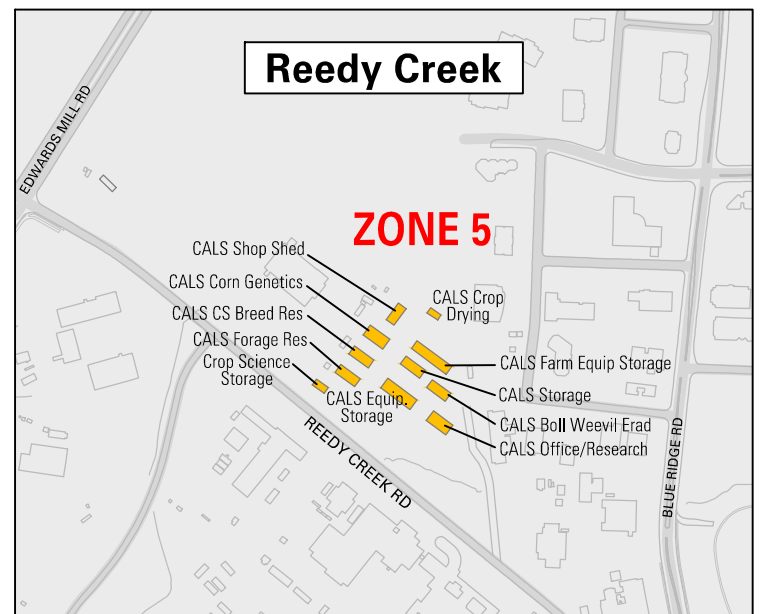 Reedy Creek
EDWARDS MILL RD
ZONE 5
CALS Shop Shed
CALS Corn Genetics
CALS Crop
Drying
CALS CS Breed Res
CALS Forage Res
Crop Science
Storage
CALS Farm Equip Storage
CALS Storage
CALS Equip.
Storage
CALS Boll Weevil Erad
CALS Office/Research
REEDY CREEK RD
BLUE RIDGE RD